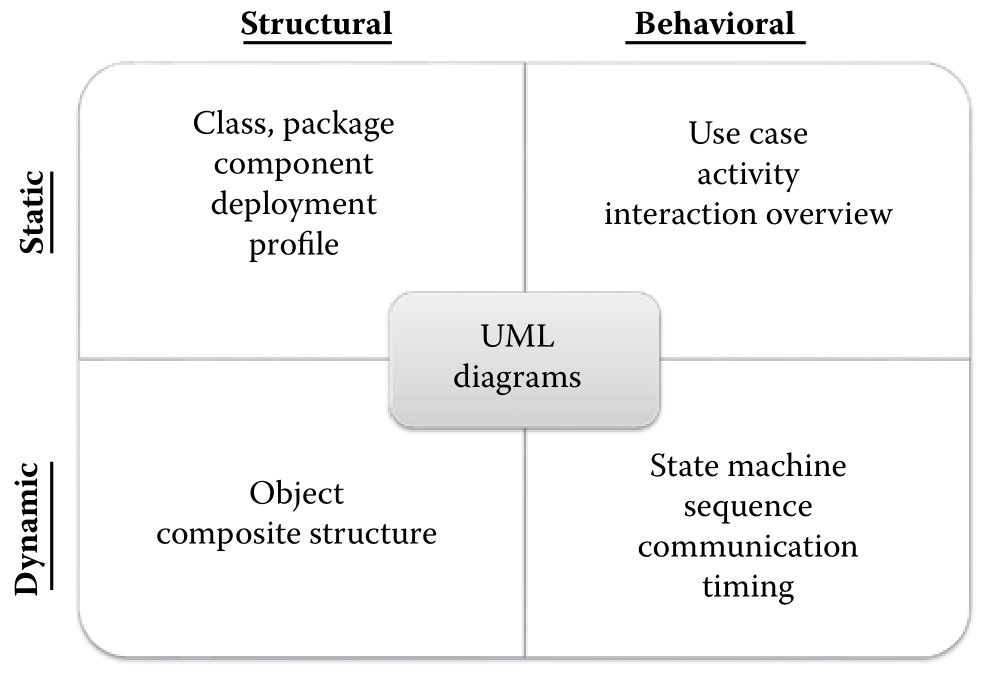 Structural
Behavioral
Static
Class, package
component
deployment
profile
Use case
activity
interaction overview
UML
diagrams
Dynamic
Object
composite structure
State machine
sequence
communication
timing